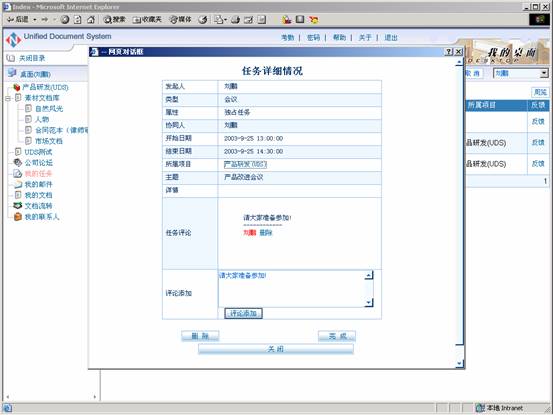 Index - Microsoft Internet Explorer
后退
搜索
收藏夹
媒体
Unified Document System
考勤 | 密码 | 帮助 | 关于 | 退出
我的桌面
DESKTOP
关闭目录
桌面(刘鹏)
产品研发(UDS)
素材文档库
自然风光
人物
合同范本（律师审
市场文档
UDS测试
公司论坛
我的任务
我的邮件
我的文档
文档流转
我的联系人
取 消
刘鹏
周览
所属项目 反馈
反馈
品研发(UDS) 反馈
品研发(UDS) 反馈
1
-- 网页对话框
任务详细情况
发起人 刘鹏
类型 会议
属性 独占任务
协同人 刘鹏
开始日期 2003-9-25 13:00:00
结束日期 2003-9-25 14:30:00
所属项目 产品研发(UDS)
主题 产品改进会议
详情
任务评论
请大家准备参加!
------------
刘鹏 删除
评论添加
请大家准备参加!
评论添加
删 除 完 成
关 闭
本地 Intranet